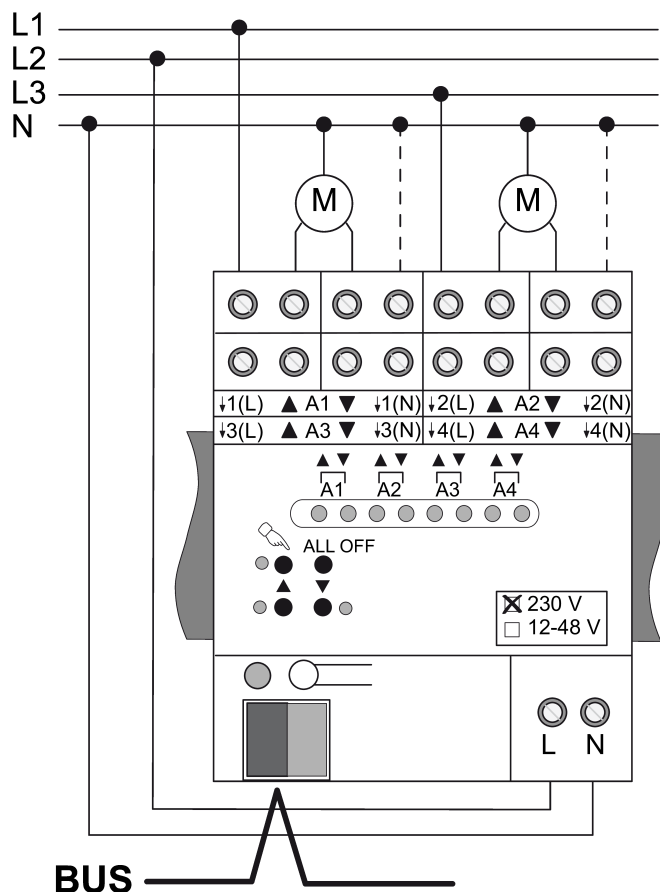 L1
L2
L3
N
M M
↓1(L) ▲ A1 ▼ ↓1(N) ↓2(L) ▲ A2 ▼ ↓2(N)
↓3(L) ▲ A3 ▼ ↓3(N) ↓4(L) ▲ A4 ▼ ↓4(N)
▲ ▼ ▲ ▼ ▲ ▼ ▲ ▼
A1 A2 A3 A4
ALL OFF
▲ ▼
230 V
12-48 V
L N
BUS